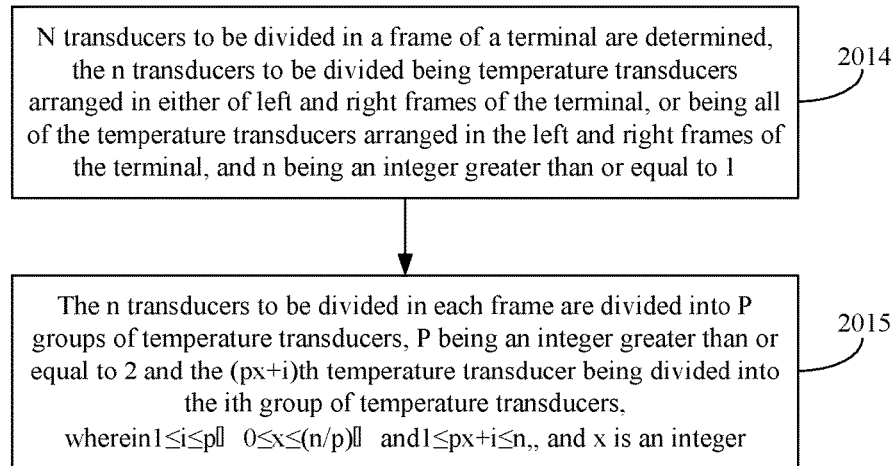 N transducers to be divided in a frame of a terminal are determined,
the n transducers to be divided being temperature transducers
arranged in either of left and right frames of the terminal, or being all
of the temperature transducers arranged in the left and right frames
of the terminal, and n being an integer greater than or equal to 1
2014
The n transducers to be divided in each frame are divided into P
groups of temperature transducers, P being an integer greater than or
equal to 2 and the (px+i)th temperature transducer being divided into
the ith group of temperature transducers,
wherein1≤i≤p▯ 0≤x≤(n/p)▯ and1≤px+i≤n,, and x is an integer
2015